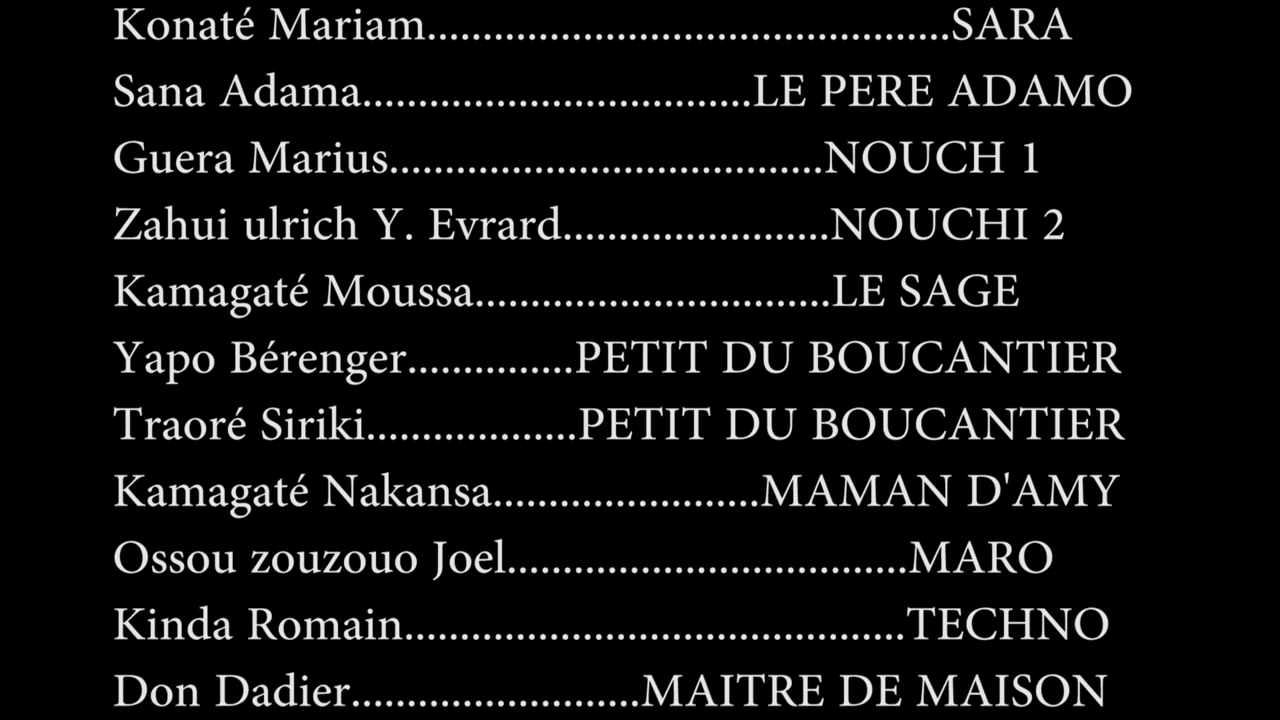 Konaté Mariam...............................................SARA
Sana Adama...................................LE PERE ADAMO
Guera Marius.......................................NOUCH 1
Zahui ulrich Y. Evrard........................NOUCHI 2
Kamagaté Moussa................................LE SAGE
Yapo Bérenger...............PETIT DU BOUCANTIER
Traoré Siriki...................PETIT DU BOUCANTIER
Kamagaté Nakansa........................MAMAN D'AMY
Ossou zouzouo Joel....................................MARO
Kinda Romain.............................................TECHNO
Don Dadier..........................MAITRE DE MAISON